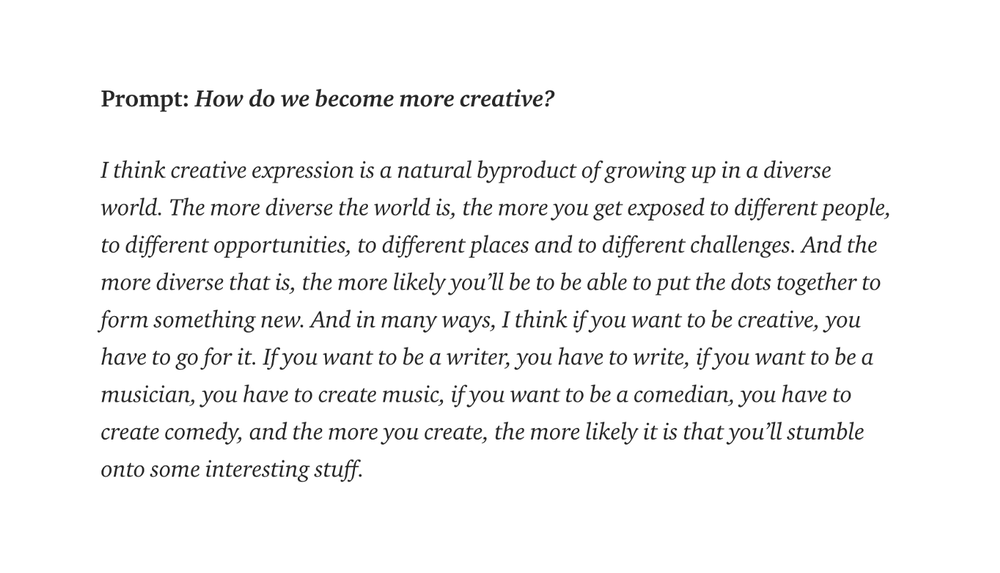 Prompt: How do we become more creative?
I think creative expression is a natural byproduct of growing up in a diverse
world. The more diverse the world is, the more you get exposed to different people,
to different opportunities, to different places and to different challenges. And the
more diverse that is, the more likely you’ll be to be able to put the dots together to
form something new. And in many ways, I think if you want to be creative, you
have to go for it. If you want to be a writer, you have to write, if you want to be a
musician, you have to create music, if you want to be a comedian, you have to
create comedy, and the more you create, the more likely it is that you’ll stumble
onto some interesting stuff.